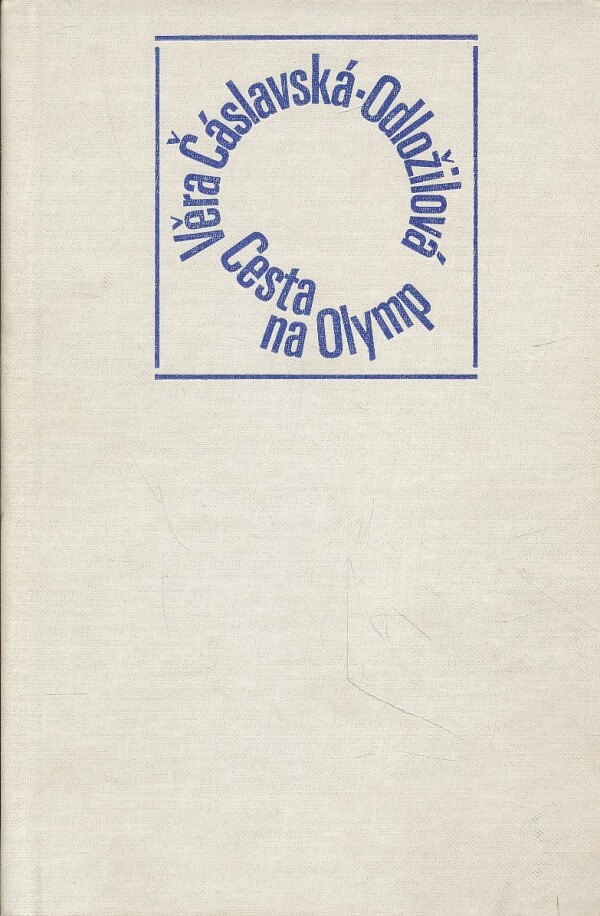 Věra Čáslavská-Odložilová
Cesta
na Olymp